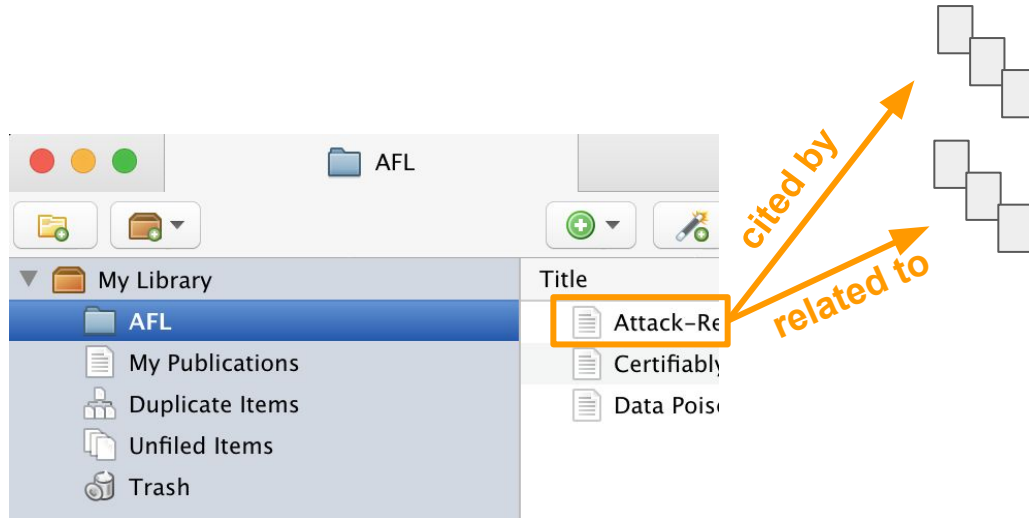 AFL
My Library
AFL
My Publications
Duplicate Items
Unfiled Items
Trash
Title
Attack-Re
Certifiably
Data Pois
cited by
related to